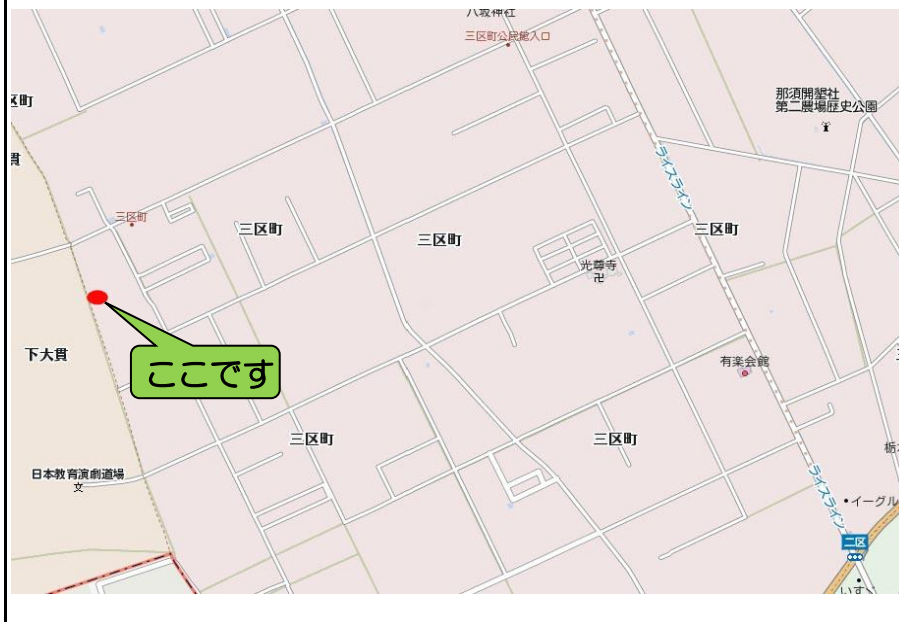 八坂神社
三区町公民館入口
那須開墾社
第二農場歴史公園
区町
貫
ライスライン
三区町
三区町
三区町
三区町
光尊寺
下大貫
ここです
有楽会館
三区町
三区町
日本教育演劇道場
文
ライスライン
イーグル
二区